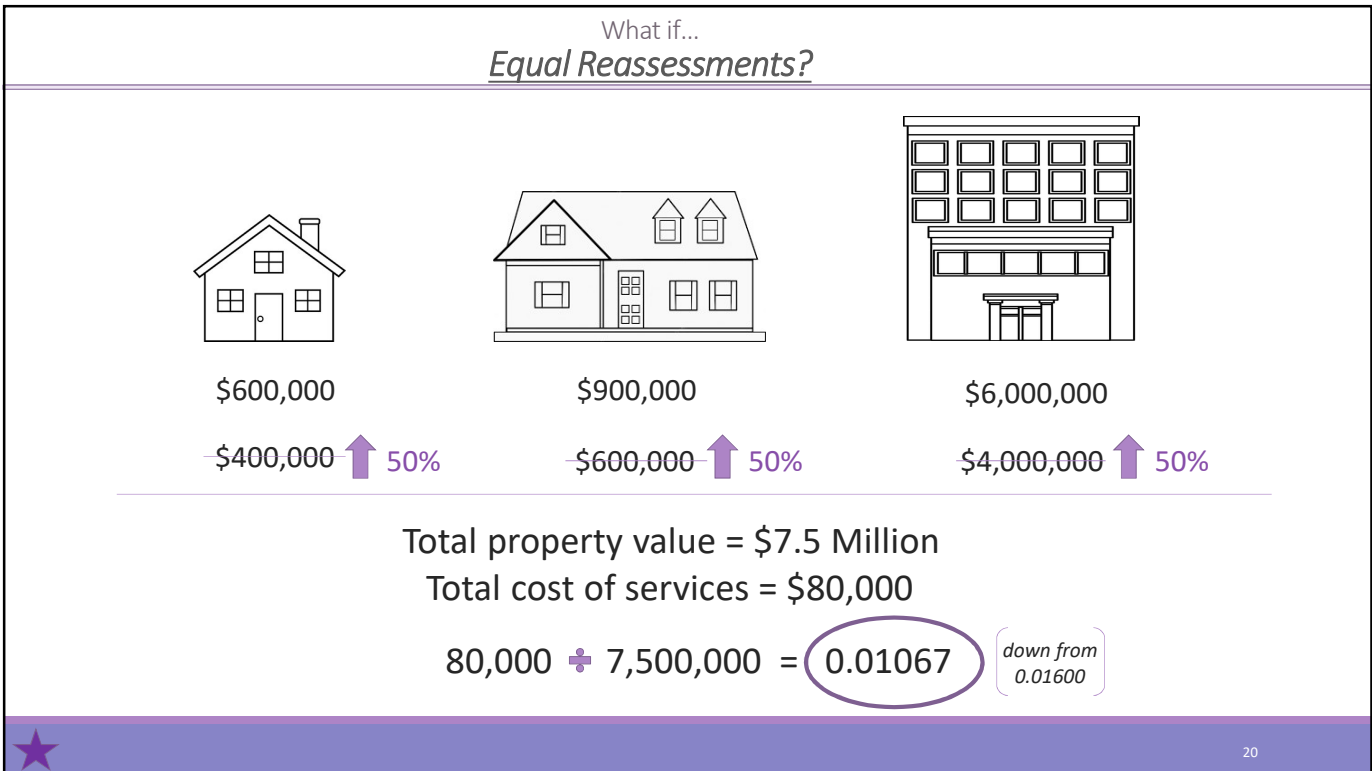 What if...
Equal Reassessments?
$600,000
$900,000
$6,000,000
$400,000 50%
$600,000 50%
$4,000,000 50%
Total property value = $7.5 Million
Total cost of services = $80,000
80,000 ÷ 7,500,000 = 0.01067
down from
0.01600
20